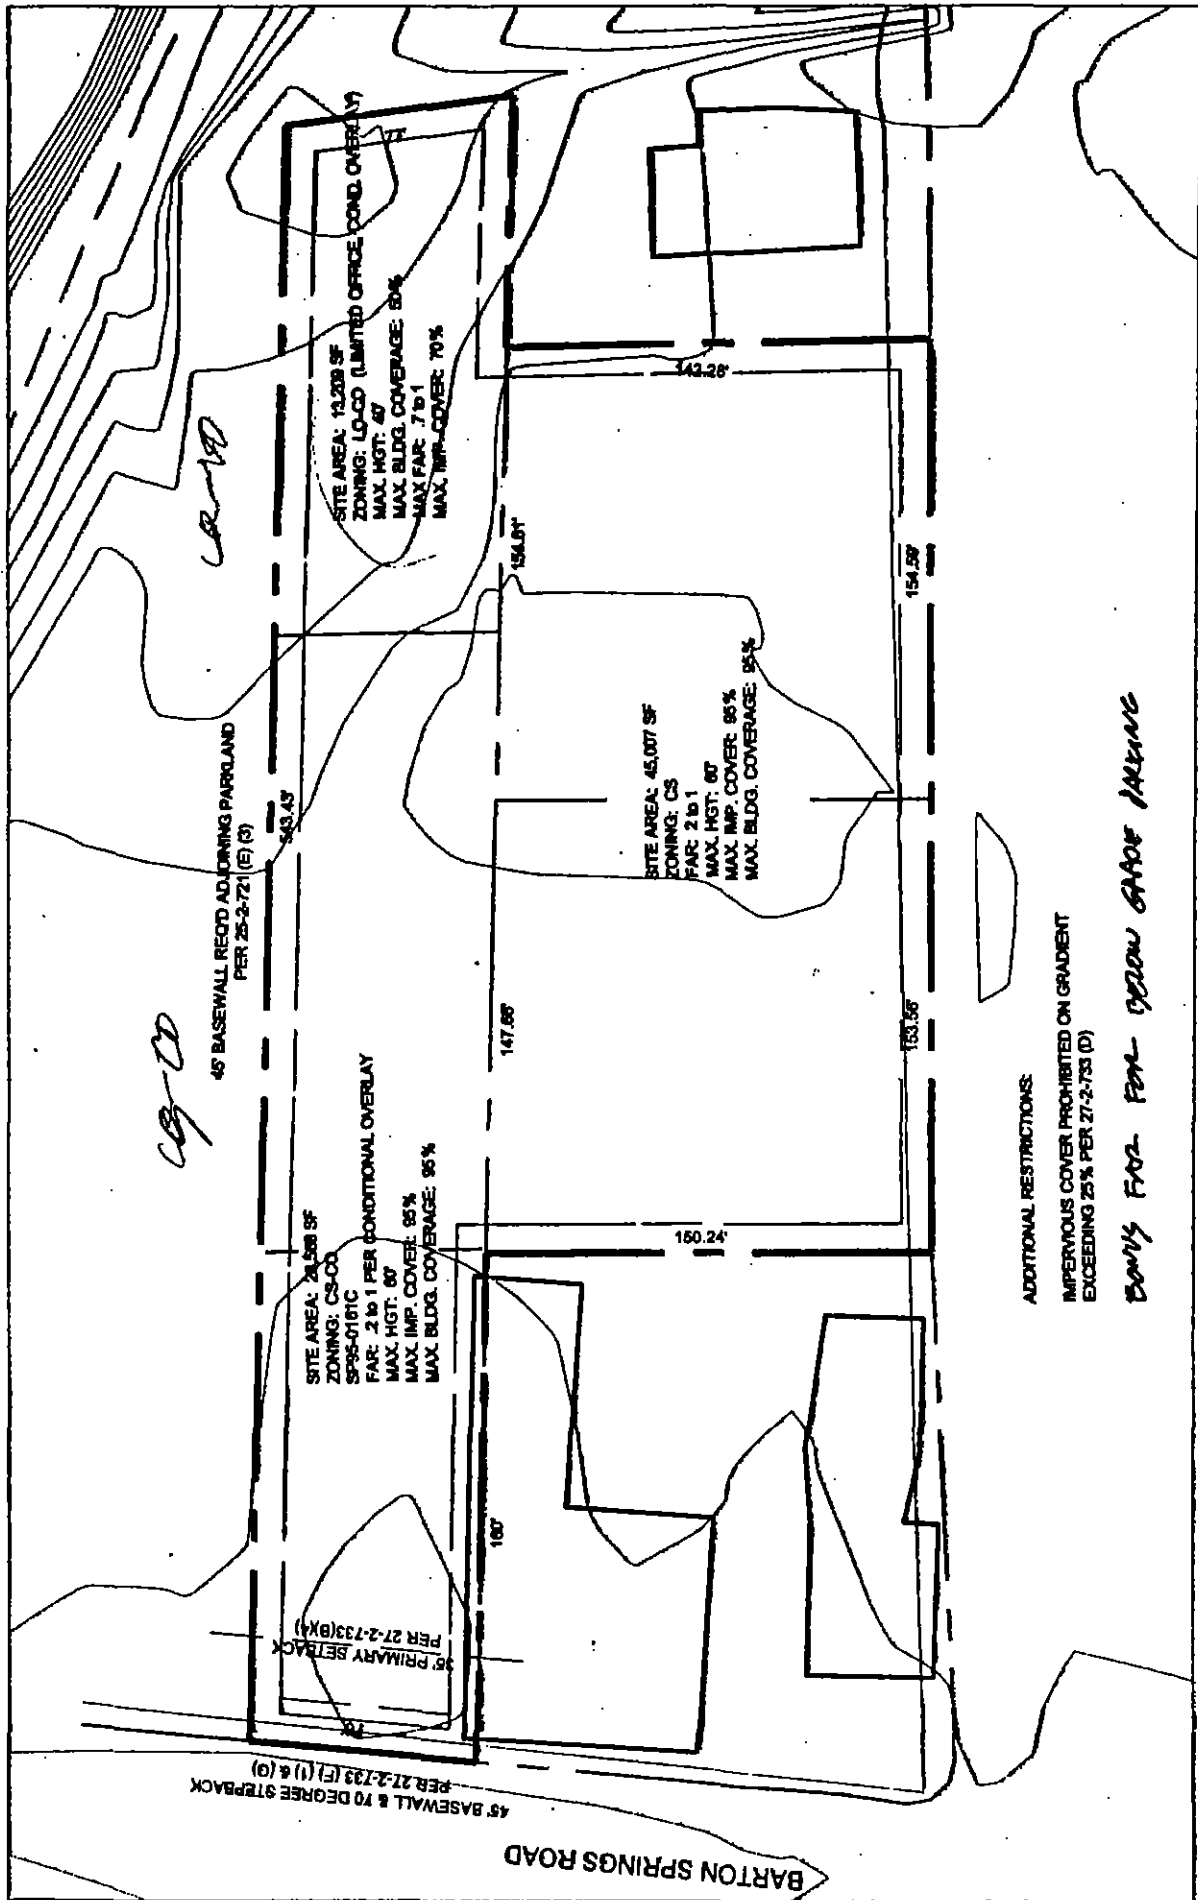 45' BASEWALL REQ'D ADJOINING PARKLAND
PER 25-2-721 (E) (3)
543.43'
SITE AREA: 13,209 SF
ZONING: LO-CO (LIMITED OFFICE, COND. OVERLAY)
MAX. HGT: 40'
MAX. BLDG. COVERAGE: 50%
MAX FAR: .7 to 1
MAX. IMP. COVER: 70%
SITE AREA:
ZONING: CS-CO
SP95-0161C
FAR: .2 to 1 PER CONDITIONAL OVERLAY
MAX. HGT: 60'
MAX. IMP. COVER: 95%
MAX. BLDG. COVERAGE: 95%
SITE AREA: 45,007 SF
ZONING: CS
FAR: 2 to 1
MAX. HGT: 60'
MAX. IMP. COVER: 95%
MAX. BLDG. COVERAGE: 95%
35' PRIMARY SETBACK
PER 27-2-733(B)(4)
45' BASEWALL & 70 DEGREE STEPBACK
PER 27-2-733 (F) (1) & (G)
BARTON SPRINGS ROAD
160'
147.66'
154.61'
142.26'
150.24'
153.56'
154.59'
ADDITIONAL RESTRICTIONS:
IMPERVIOUS COVER PROHIBITED ON GRADIENT
EXCEEDING 25% PER 27-2-733 (D)
BONUS FAR FOR BELOW GRADE PARKING